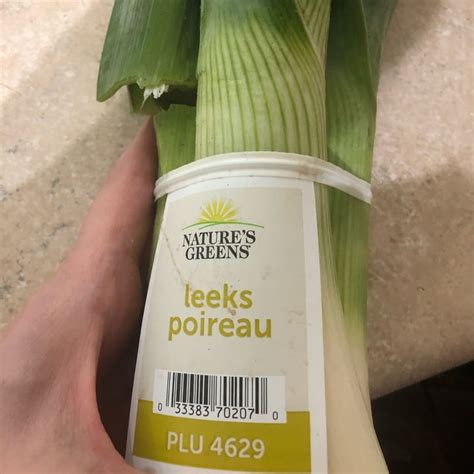 NATURE'S
GREENS
leeks
poireau
0 33383 70207 0
PLU 4629